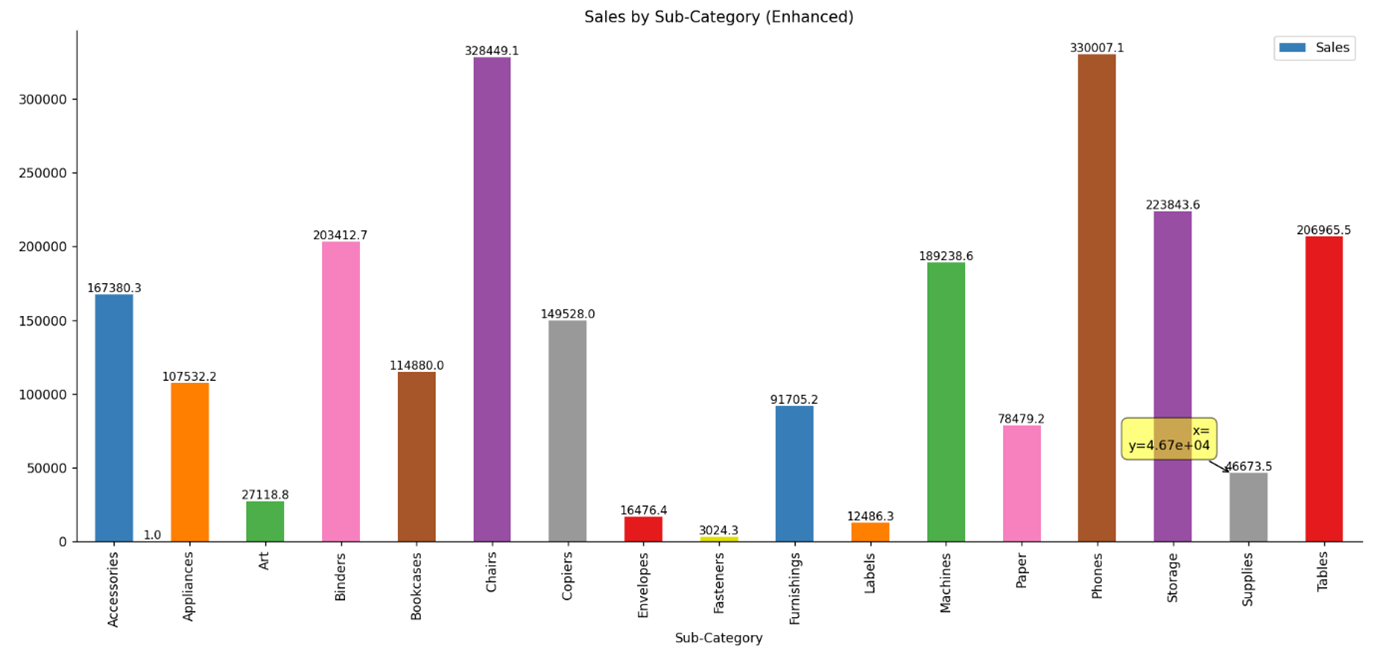 Sales by Sub-Category (Enhanced)
Sales
300000
250000
200000
150000
100000
50000
0
167380.3
1.0
107532.2
27118.8
203412.7
114880.0
328449.1
149528.0
16476.4
3024.3
91705.2
12486.3
189238.6
78479.2
330007.1
223843.6
46673.5
206965.5
x=
y=4.67e+04
Accessories
Appliances
Art
Binders
Bookcases
Chairs
Copiers
Envelopes
Fasteners
Furnishings
Labels
Machines
Paper
Phones
Storage
Supplies
Tables
Sub-Category